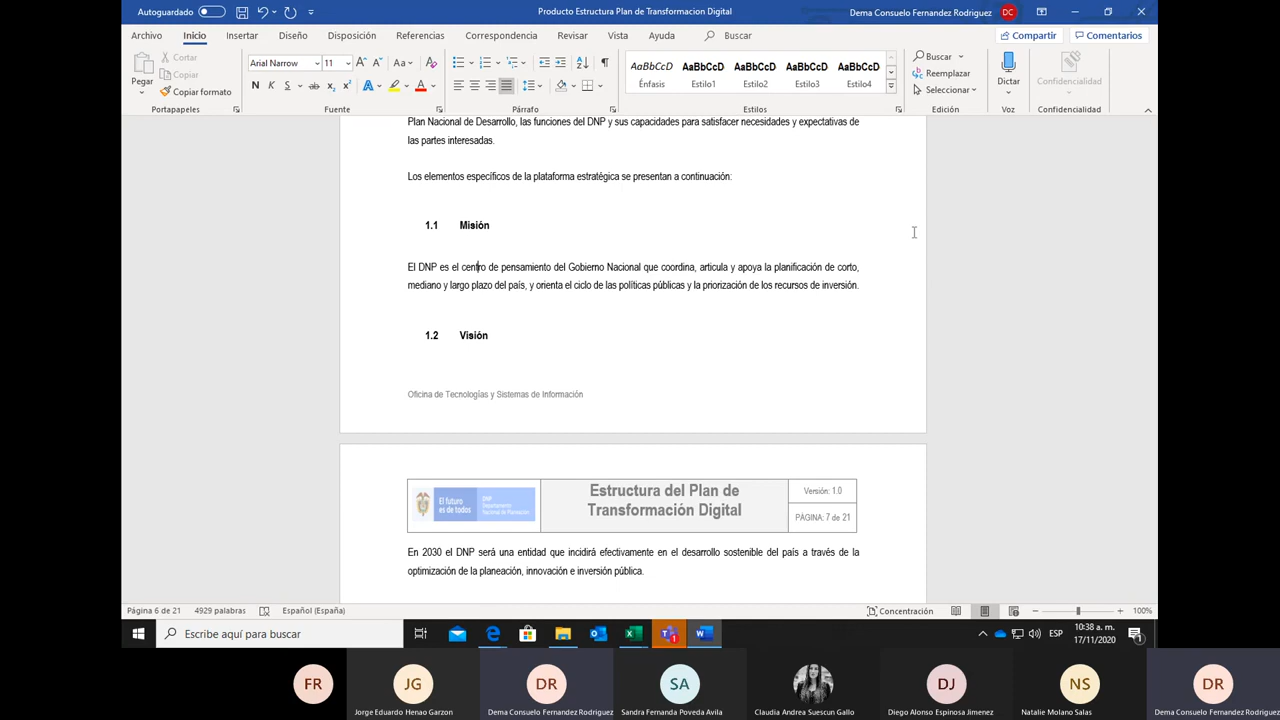 Autoguardado
Producto Estructura Plan de Transformacion Digital
Dema Consuelo Fernandez Rodriguez
DC
Archivo Inicio Insertar Diseño Disposición Referencias Correspondencia Revisar Vista Ayuda Buscar
Compartir Comentarios
Pegar
Cortar
Copiar
Copiar formato
Portapapeles
Arial Narrow 11
Fuente
Párrafo
AaBbCcD AaBbCcD AaBbCcD AaBbCcD AaBbCcD
Énfasis Estilo1 Estilo2 Estilo3 Estilo4
Estilos
Buscar
Reemplazar
Seleccionar
Edición
Dictar
Voz
Confidencialidad
Confidencialidad
Plan Nacional de Desarrollo, las funciones del DNP y sus capacidades para satisfacer necesidades y expectativas de
las partes interesadas.
Los elementos específicos de la plataforma estratégica se presentan a continuación:
1.1 Misión
El DNP es el centro de pensamiento del Gobierno Nacional que coordina, articula y apoya la planificación de corto,
mediano y largo plazo del país, y orienta el ciclo de las políticas públicas y la priorización de los recursos de inversión.
1.2 Visión
Oficina de Tecnologías y Sistemas de Información
El futuro
es de todos
DNP
Departamento
Nacional de Planeación
Estructura del Plan de
Transformación Digital
Versión: 1.0
PÁGINA: 7 de 21
En 2030 el DNP será una entidad que incidirá efectivamente en el desarrollo sostenible del país a través de la
optimización de la planeación, innovación e inversión pública.
Página 6 de 21 4929 palabras Español (España) Concentración 100%
Escribe aquí para buscar
ESP
10:38 a. m.
17/11/2020
FR
JG
Jorge Eduardo Henao Garzon
DR
Dema Consuelo Fernandez Rodriguez
SA
Sandra Fernanda Poveda Avila
Claudia Andrea Suescun Gallo
DJ
Diego Alonso Espinosa Jimenez
NS
Natalie Molano Salas
DR
Dema Consuelo Fernandez Rodriguez